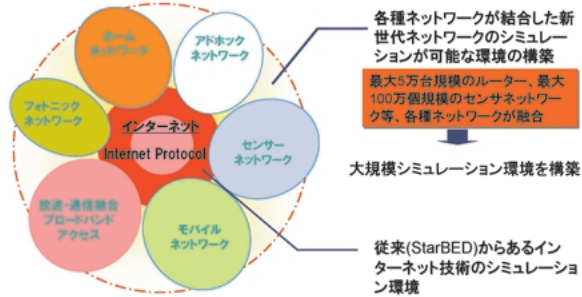 ホーム
ネットワーク
アドホック
ネットワーク
フォトニック
ネットワーク
インターネット
Internet Protocol
センサー
ネットワーク
放送・通信融合
ブロードバンド
アクセス
モバイル
ネットワーク
各種ネットワークが結合した新
世代ネットワークのシミュレー
ションが可能な環境の構築
最大5万台規模のルーター、最大
100万個規模のセンサネットワー
ク等、各種ネットワークが融合
大規模シミュレーション環境を構築
従来(StarBED)からあるイン
ターネット技術のシミュレーショ
ン環境